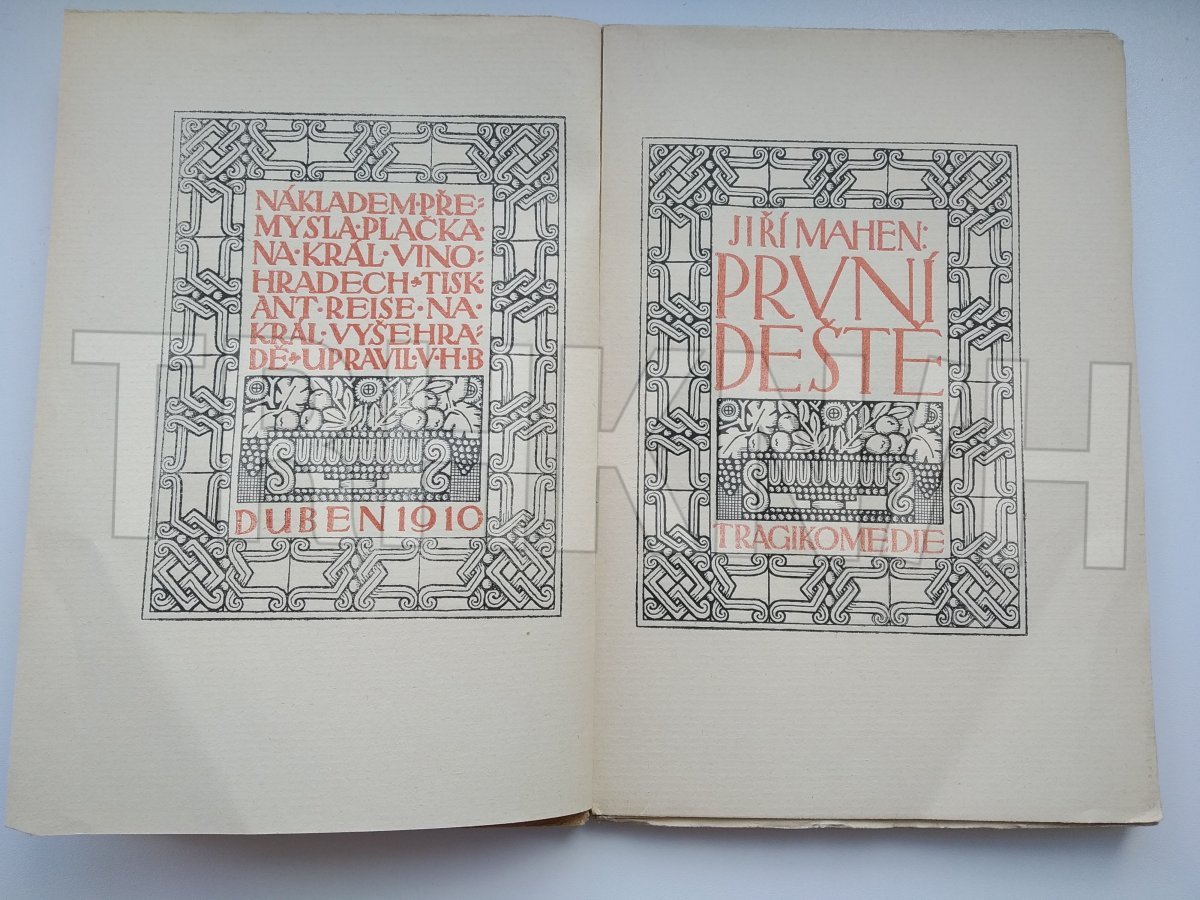 NÁKLADEM·PŘE=
MYSLA·PLAČKA·
NA·KRÁL·VINO=
HRADECH·TISK·
ANT·REISE·NA·
KRÁL·VYŠEHRA=
DĚ·UPRAVIL·V·H·B
DUBEN 1910
JIŘÍ MAHEN:
PRVNÍ
DEŠTĚ
TRAGIKOMEDIE